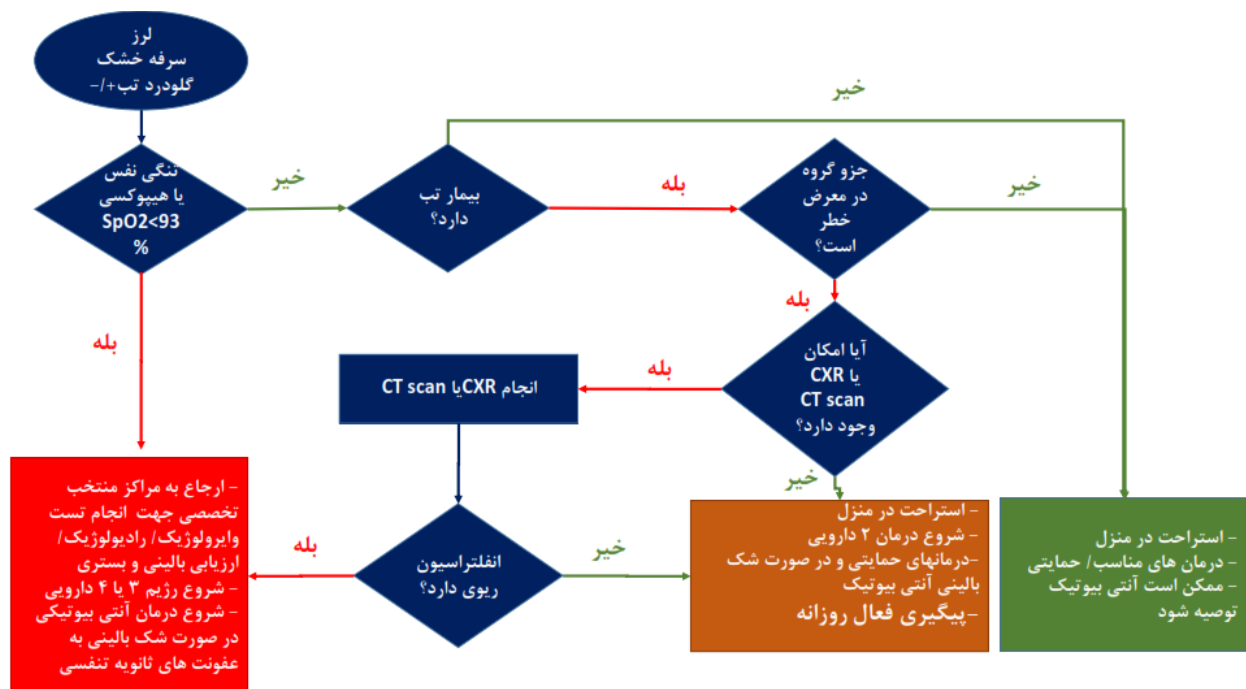 لرز
سرفه خشک
گلودرد تب+/-
تنگی نفس
یا هیپوکسی
SpO2<93
%
خیر
بیمار تب
دارد؟
خیر
بله
جزو گروه
در معرض
خطر
است؟
خیر
بله
بله
آیا امکان
CXR یا
CT scan
وجود دارد؟
بله
انجام CXRیا CT scan
خیر
انفلتراسیون
ریوی دارد؟
بله
خیر
- ارجاع به مراکز منتخب
تخصصی جهت انجام تست
وایرولوژیک/ رادیولوژیک/
ارزیابی بالینی و بستری
- شروع رژیم ۳ یا ۴ دارویی
- شروع درمان آنتی بیوتیکی
در صورت شک بالینی به
عفونت های ثانویه تنفسی
- استراحت در منزل
- شروع درمان ۲ دارویی
-درمانهای حمایتی و در صورت شک
بالینی آنتی بیوتیک
-پیگیری فعال روزانه
- استراحت در منزل
- درمان های مناسب/ حمایتی
- ممکن است آنتی بیوتیک
توصیه شود